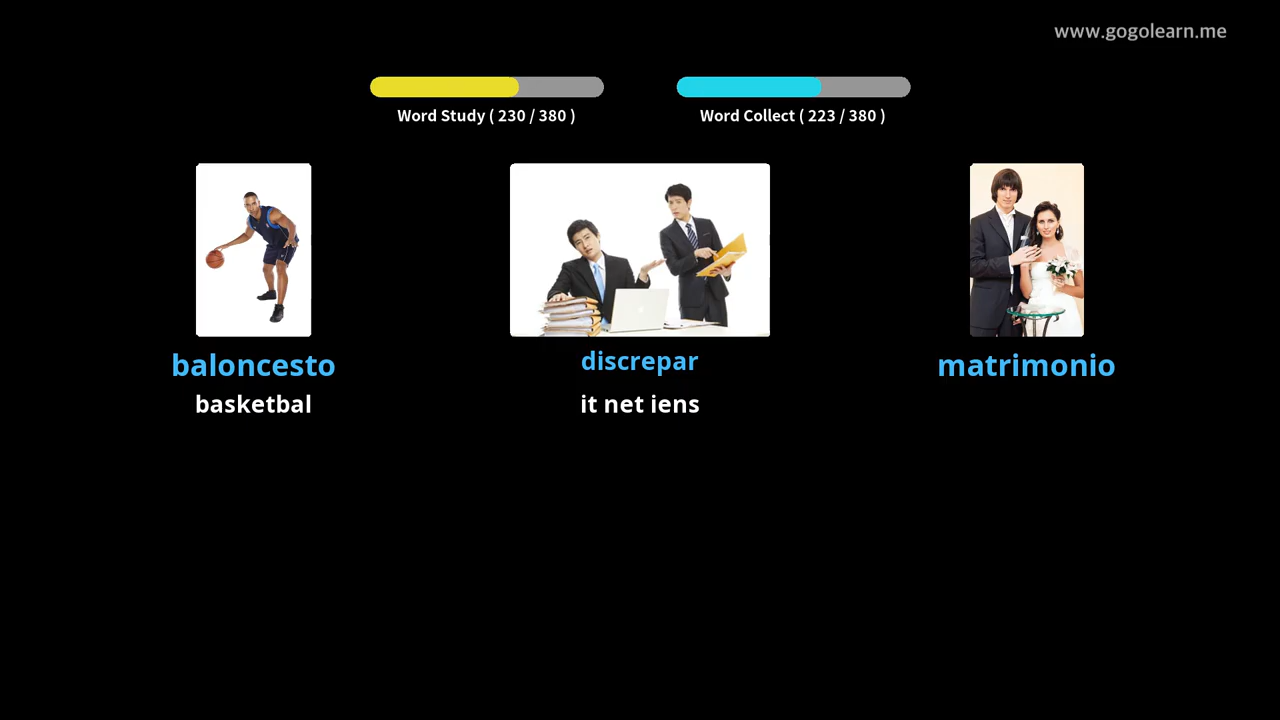 www.gogolearn.me
Word Study ( 230 / 380 )
Word Collect ( 223 / 380 )
baloncesto
discrepar
matrimonio
basketbal
it net iens